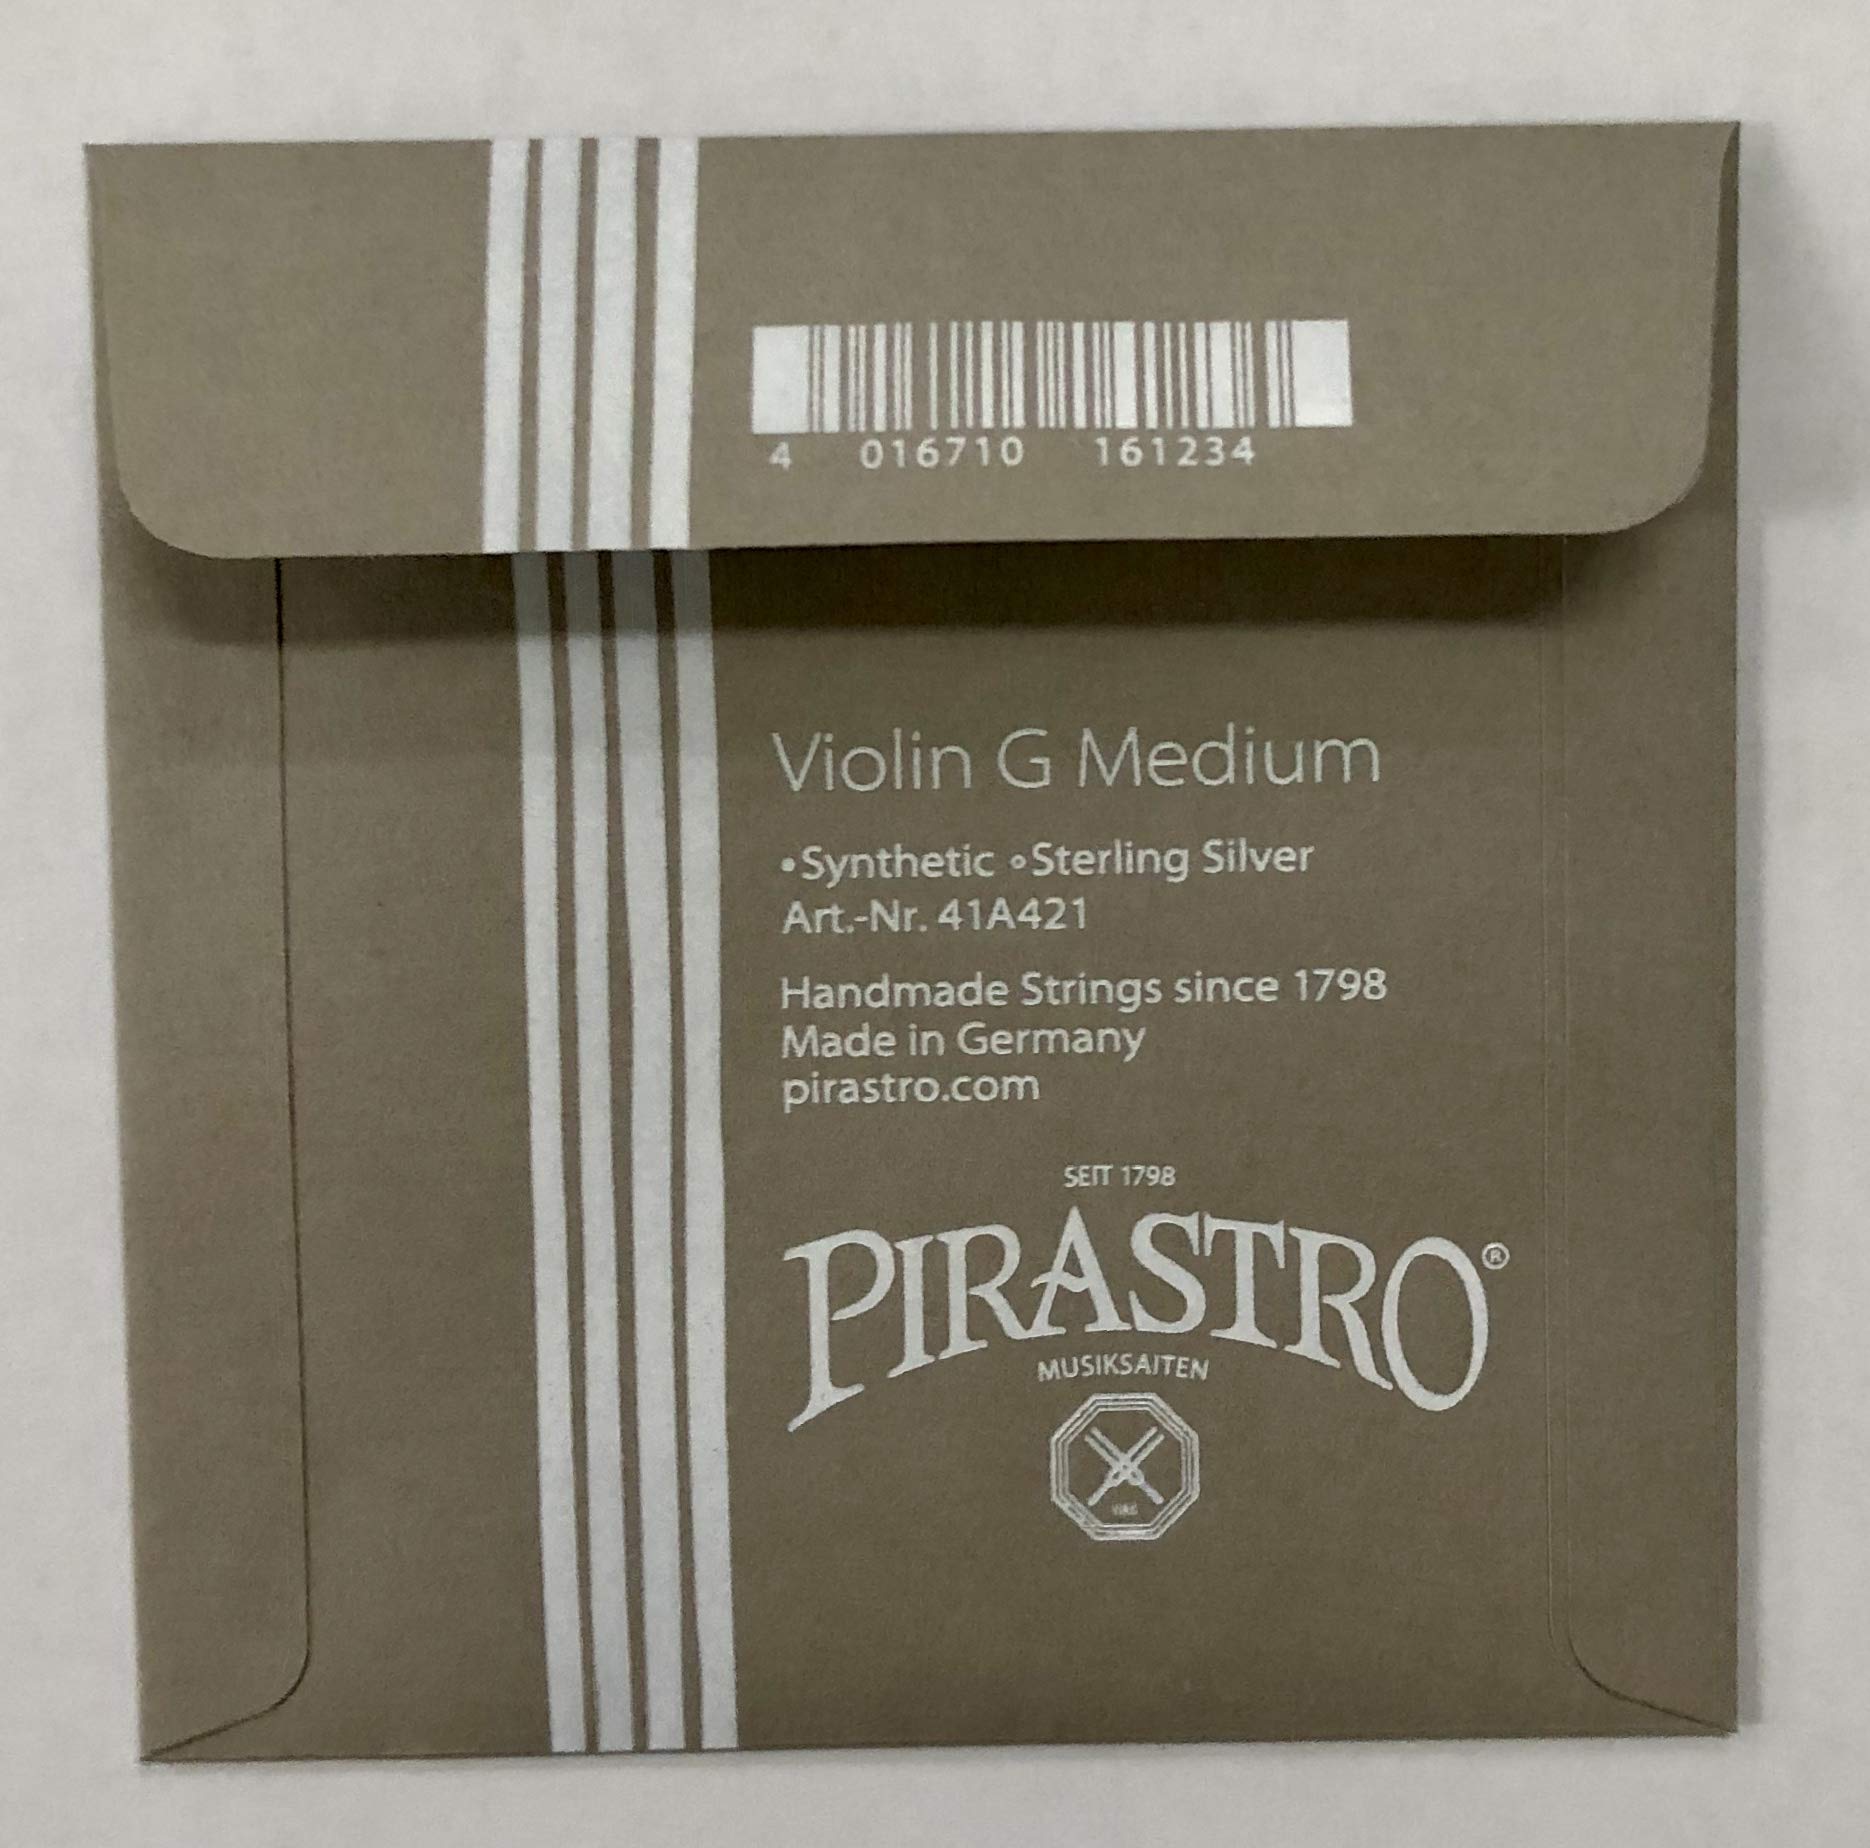 4 016710 161234
Violin G Medium
•Synthetic ∘Sterling Silver
Art.-Nr. 41A421
Handmade Strings since 1798
Made in Germany
pirastro.com
SEIT 1798
PIRASTRO®
MUSIKSAITEN